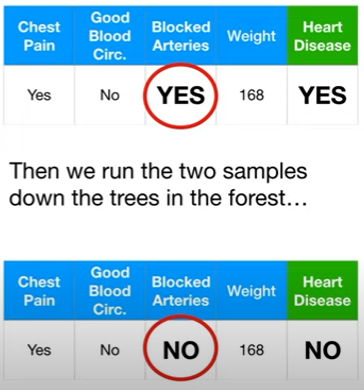 Chest Pain Good Blood Circ. Blocked Arteries Weight Heart Disease
Yes No YES 168 YES
Then we run the two samples
down the trees in the forest…
Chest Pain Good Blood Circ. Blocked Arteries Weight Heart Disease
Yes No NO 168 NO